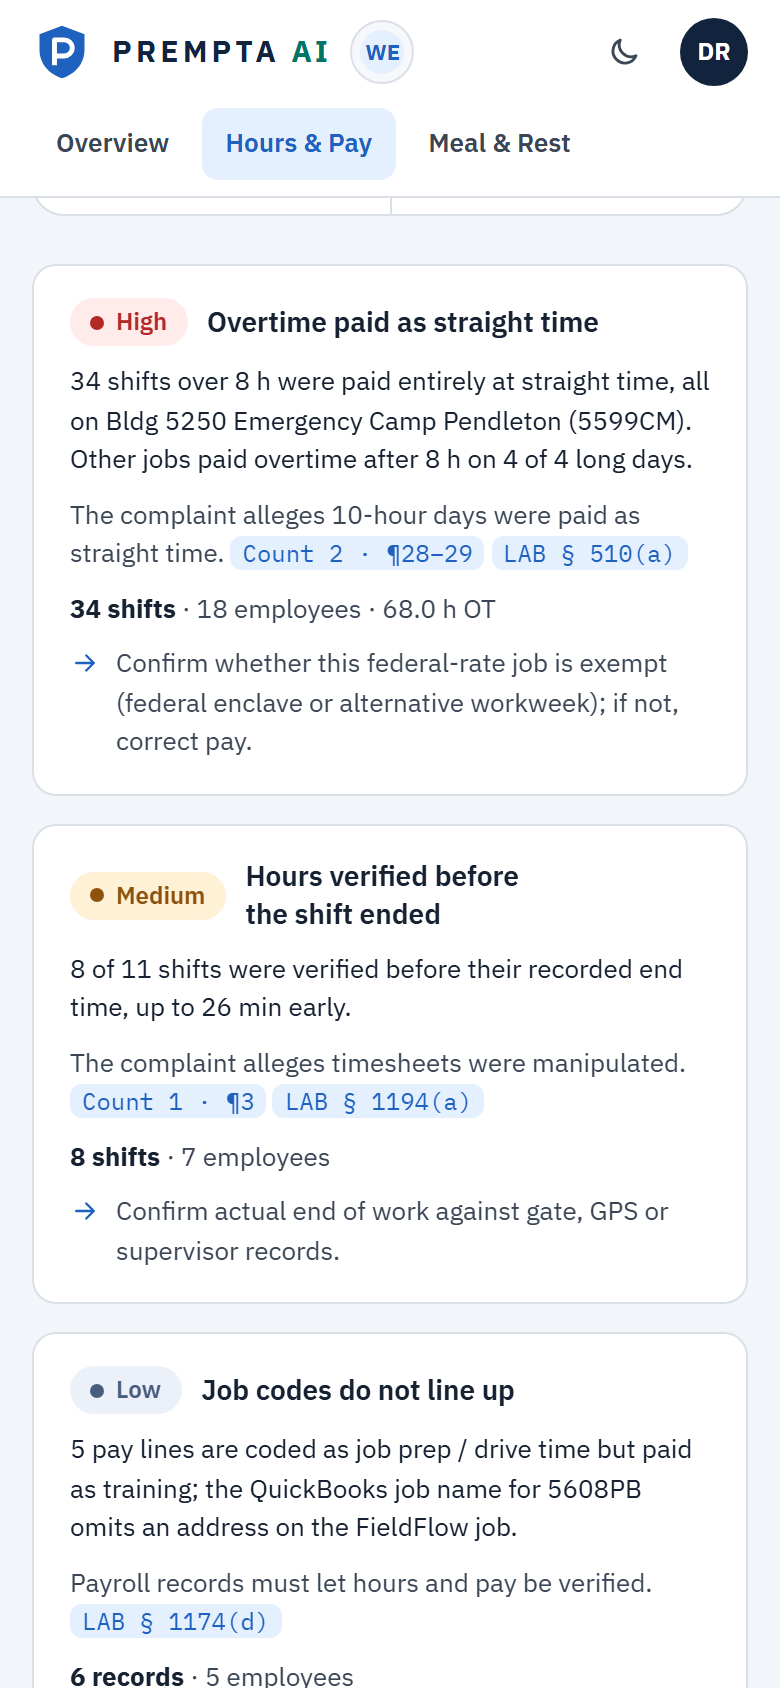 PREMPTA AI WE DR
Overview Hours & Pay Meal & Rest
High Overtime paid as straight time
34 shifts over 8 h were paid entirely at straight time, all
on Bldg 5250 Emergency Camp Pendleton (5599CM).
Other jobs paid overtime after 8 h on 4 of 4 long days.
The complaint alleges 10-hour days were paid as
straight time. Count 2 · ¶28–29 LAB § 510(a)
34 shifts · 18 employees · 68.0 h OT
→ Confirm whether this federal-rate job is exempt
(federal enclave or alternative workweek); if not,
correct pay.
Medium Hours verified before
the shift ended
8 of 11 shifts were verified before their recorded end
time, up to 26 min early.
The complaint alleges timesheets were manipulated.
Count 1 · ¶3 LAB § 1194(a)
8 shifts · 7 employees
→ Confirm actual end of work against gate, GPS or
supervisor records.
Low Job codes do not line up
5 pay lines are coded as job prep / drive time but paid
as training; the QuickBooks job name for 5608PB
omits an address on the FieldFlow job.
Payroll records must let hours and pay be verified.
LAB § 1174(d)
6 records · 5 employees